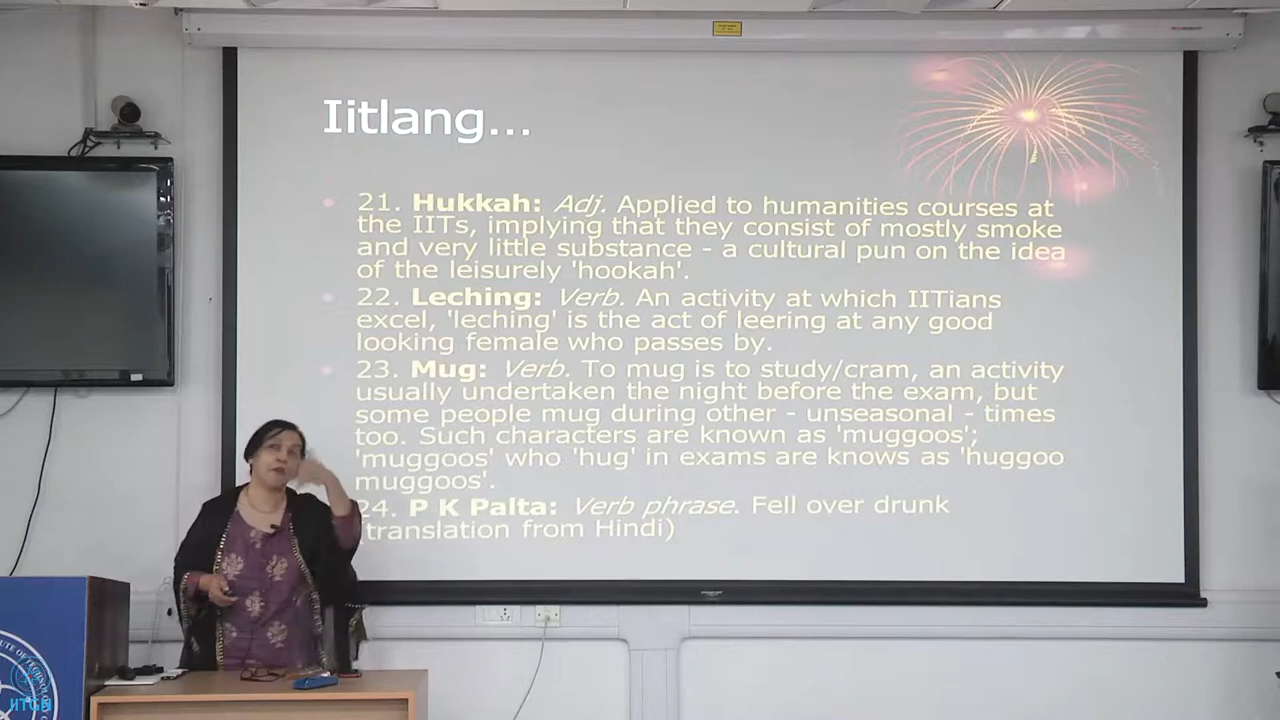 Iitlang...
21. Hukkah: Adj. Applied to humanities courses at
the IITs, implying that they consist of mostly smoke
and very little substance - a cultural pun on the idea
of the leisurely 'hookah'.
22. Leching: Verb. An activity at which IITians
excel, 'leching' is the act of leering at any good
looking female who passes by.
23. Mug: Verb. To mug is to study/cram, an activity
usually undertaken the night before the exam, but
some people mug during other - unseasonal - times
too. Such characters are known as 'muggoos';
'muggoos' who 'hug' in exams are knows as 'huggoo
muggoos'.
24. P K Palta: Verb phrase. Fell over drunk
(translation from Hindi)
IITGN